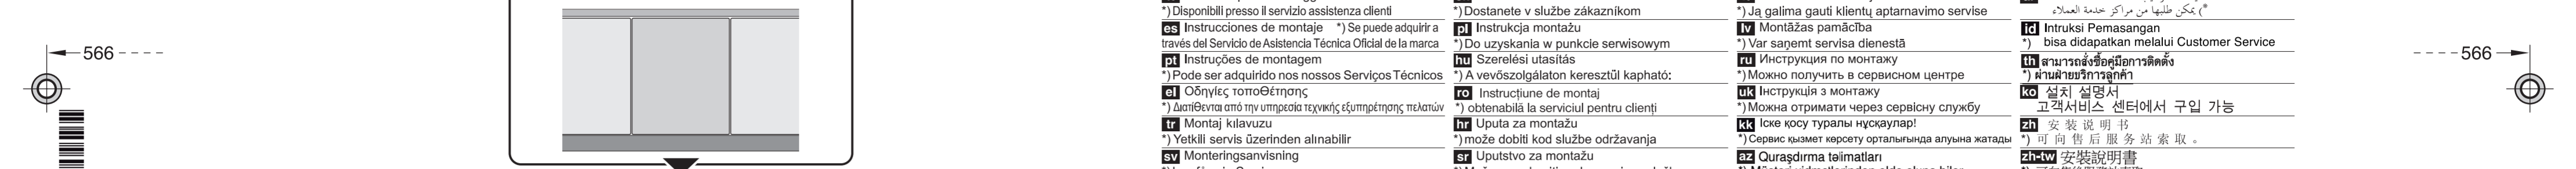 566
*) Disponibili presso il servizio assistenza clienti
es Instrucciones de montaje *) Se puede adquirir a
través del Servicio de Asistencia Técnica Oficial de la marca
pt Instruções de montagem
*) Pode ser adquirido nos nossos Serviços Técnicos
el Οδηγίες τοποθέτησης
*) Διατίθενται από την υπηρεσία τεχνικής εξυπηρέτησης πελατών
tr Montaj kılavuzu
*) Yetkili servis üzerinden alınabilir
sv Monteringsanvisning
*) Dostanete v službe zákazníkom
pl Instrukcja montażu
*) Do uzyskania w punkcie serwisowym
hu Szerelési utasítás
*) A vevőszolgálaton keresztül kapható:
ro Instrucțiune de montaj
*) obtenabilă la serviciul pentru clienți
hr Uputa za montažu
*) može dobiti kod službe održavanja
sr Uputstvo za montažu
*) Ją galima gauti klientų aptarnavimo servise
lv Montāžas pamācība
*) Var saņemt servisa dienestā
ru Инструкция по монтажу
*) Можно получить в сервисном центре
uk Інструкція з монтажу
*) Можна отримати через сервісну службу
kk Іске қосу туралы нұсқаулар!
*) Сервис қызмет көрсету орталығында алуына жатады
az Quraşdırma təlimatları
*) يمكن طلبها من مراكز خدمة العملاء
id Intruksi Pemasangan
*) bisa didapatkan melalui Customer Service
th สามารถสั่งซื้อคู่มือการติดตั้ง
*) ผ่านฝ่ายบริการลูกค้า
ko 설치 설명서
고객서비스 센터에서 구입 가능
zh 安装说明书
*) 可向售后服务站索取。
zh-tw 安裝說明書
566